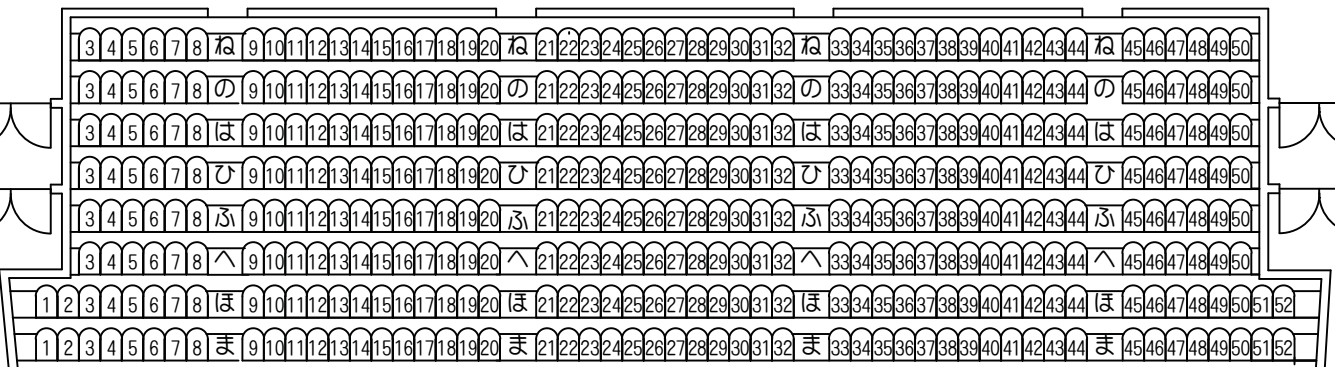 3 4 5 6 7 8 ね 9 10 11 12 13 14 15 16 17 18 19 20 ね 21 22 23 24 25 26 27 28 29 30 31 32 ね 33 34 35 36 37 38 39 40 41 42 43 44 ね 45 46 47 48 49 50
3 4 5 6 7 8 の 9 10 11 12 13 14 15 16 17 18 19 20 の 21 22 23 24 25 26 27 28 29 30 31 32 の 33 34 35 36 37 38 39 40 41 42 43 44 の 45 46 47 48 49 50
3 4 5 6 7 8 は 9 10 11 12 13 14 15 16 17 18 19 20 は 21 22 23 24 25 26 27 28 29 30 31 32 は 33 34 35 36 37 38 39 40 41 42 43 44 は 45 46 47 48 49 50
3 4 5 6 7 8 ひ 9 10 11 12 13 14 15 16 17 18 19 20 ひ 21 22 23 24 25 26 27 28 29 30 31 32 ひ 33 34 35 36 37 38 39 40 41 42 43 44 ひ 45 46 47 48 49 50
3 4 5 6 7 8 ふ 9 10 11 12 13 14 15 16 17 18 19 20 ふ 21 22 23 24 25 26 27 28 29 30 31 32 ふ 33 34 35 36 37 38 39 40 41 42 43 44 ふ 45 46 47 48 49 50
3 4 5 6 7 8 へ 9 10 11 12 13 14 15 16 17 18 19 20 へ 21 22 23 24 25 26 27 28 29 30 31 32 へ 33 34 35 36 37 38 39 40 41 42 43 44 へ 45 46 47 48 49 50
1 2 3 4 5 6 7 8 ほ 9 10 11 12 13 14 15 16 17 18 19 20 ほ 21 22 23 24 25 26 27 28 29 30 31 32 ほ 33 34 35 36 37 38 39 40 41 42 43 44 ほ 45 46 47 48 49 50 51 52
1 2 3 4 5 6 7 8 ま 9 10 11 12 13 14 15 16 17 18 19 20 ま 21 22 23 24 25 26 27 28 29 30 31 32 ま 33 34 35 36 37 38 39 40 41 42 43 44 ま 45 46 47 48 49 50 51 52